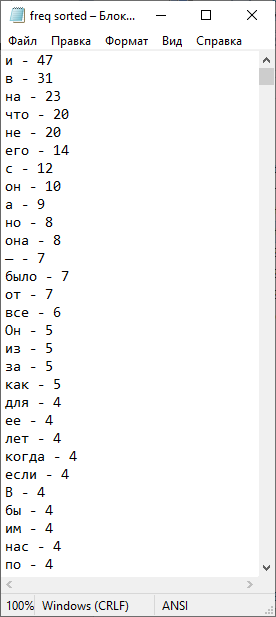 freq sorted – Блок...
Файл Правка Формат Вид Справка
и - 47
в - 31
на - 23
что - 20
не - 20
его - 14
с - 12
он - 10
а - 9
но - 8
она - 8
— - 7
было - 7
от - 7
все - 6
Он - 5
из - 5
за - 5
как - 5
для - 4
ее - 4
лет - 4
когда - 4
если - 4
В - 4
бы - 4
им - 4
нас - 4
по - 4
100% Windows (CRLF) ANSI